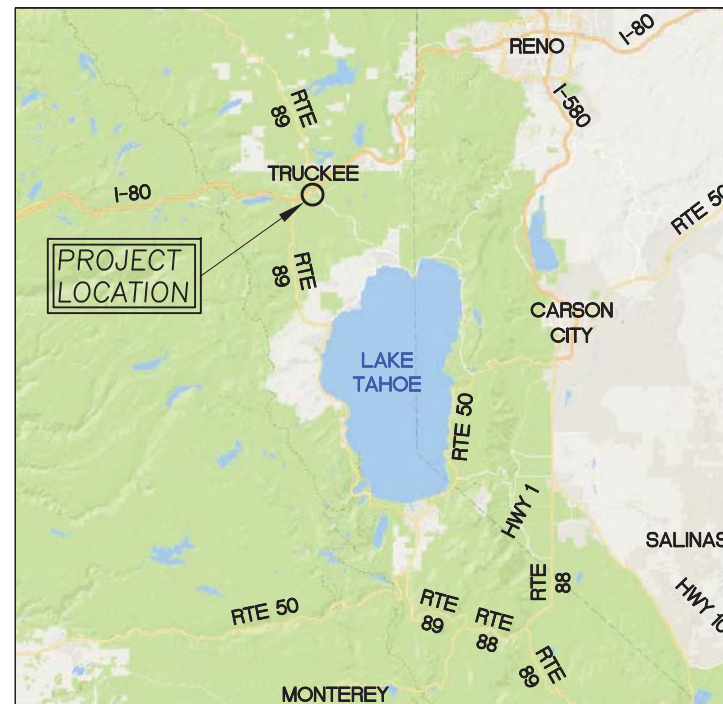 I-80
RENO
I-580
RTE
89
TRUCKEE
I-80
RTE 50
PROJECT
LOCATION
RTE
89
CARSON
CITY
LAKE
TAHOE
RTE 50
HWY 1
SALINAS
RTE
88
HWY 10
RTE 50
RTE
89
RTE
88
RTE
89
MONTEREY